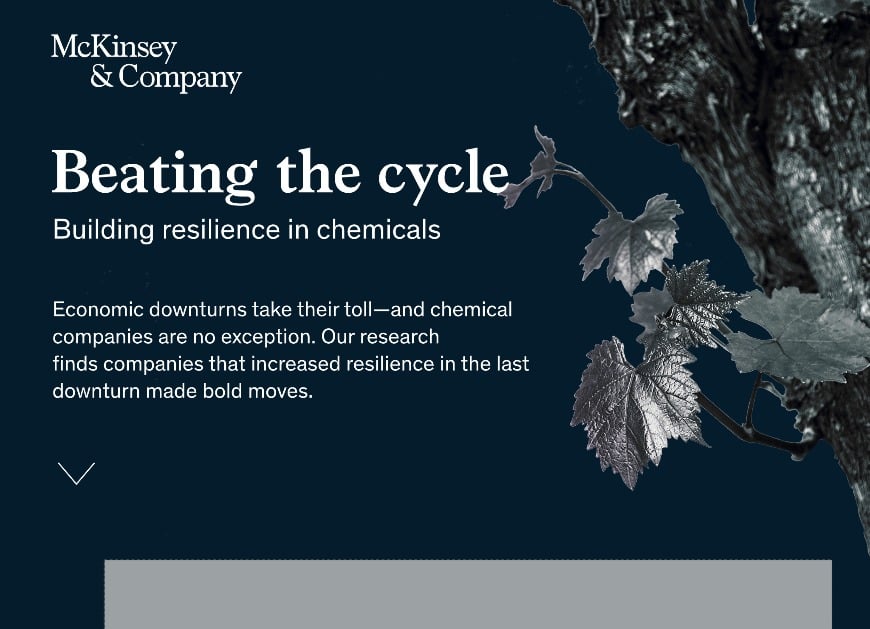 McKinsey
& Company
Beating the cycle
Building resilience in chemicals
Economic downturns take their toll—and chemical
companies are no exception. Our research
finds companies that increased resilience in the last
downturn made bold moves.